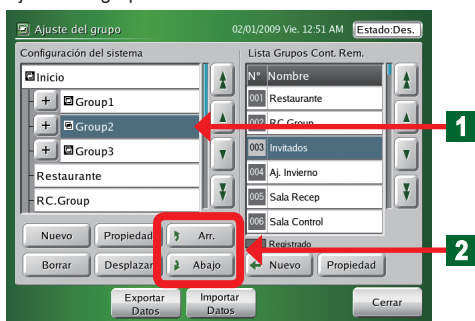 Ajuste del grupo
02/01/2009 Vie. 12:51 AM
Estado:Des.
Configuración del sistema
Inicio
+ Group1
+ Group2
+ Group3
Restaurante
RC.Group
Nuevo
Propiedad
Arr.
Borrar
Desplazar
Abajo
Lista Grupos Cont. Rem.
N° Nombre
001 Restaurante
002 RC.Group
003 Invitados
004 Aj. Invierno
005 Sala Recep
006 Sala Control
Registrado
Nuevo
Propiedad
Exportar
Datos
Importar
Datos
Cerrar
1
2